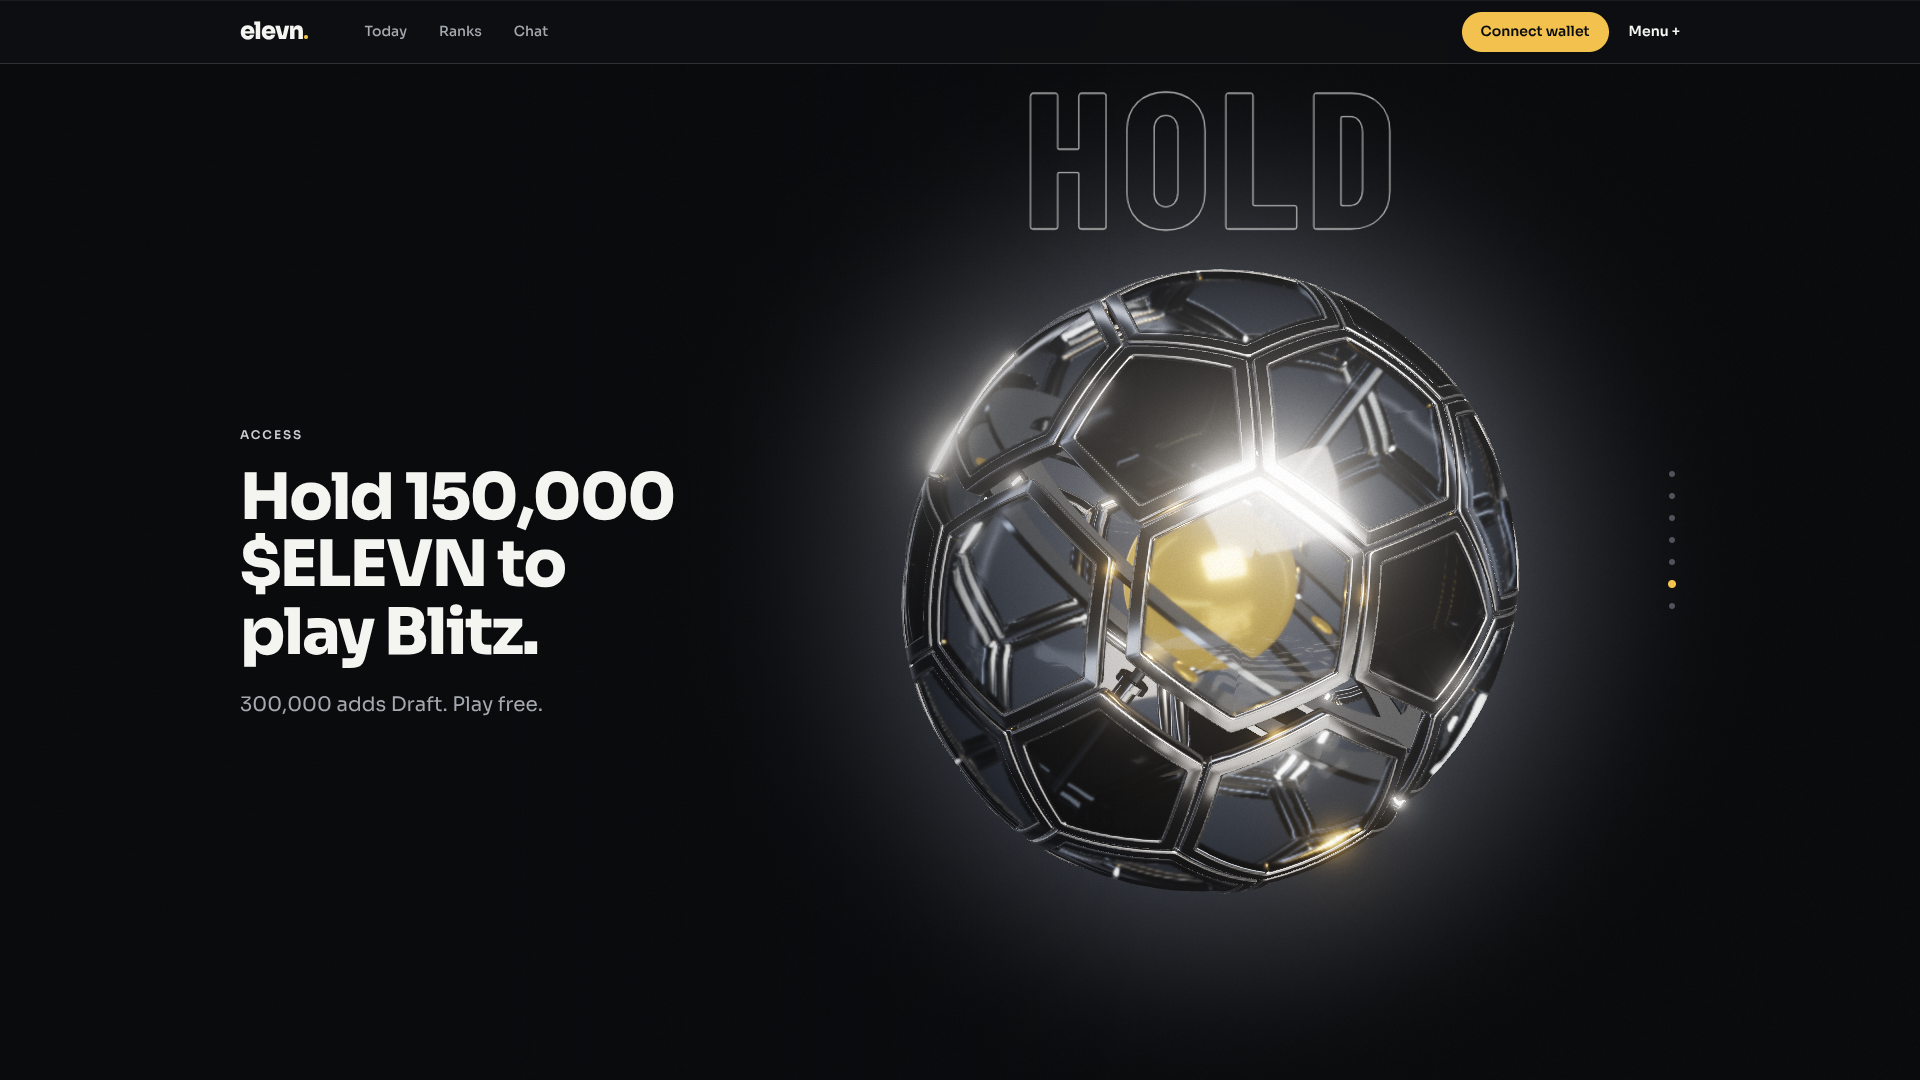 elevn.
Today
Ranks
Chat
Connect wallet
Menu +
HOLD
ACCESS
Hold 150,000
$ELEVN to
play Blitz.
300,000 adds Draft. Play free.